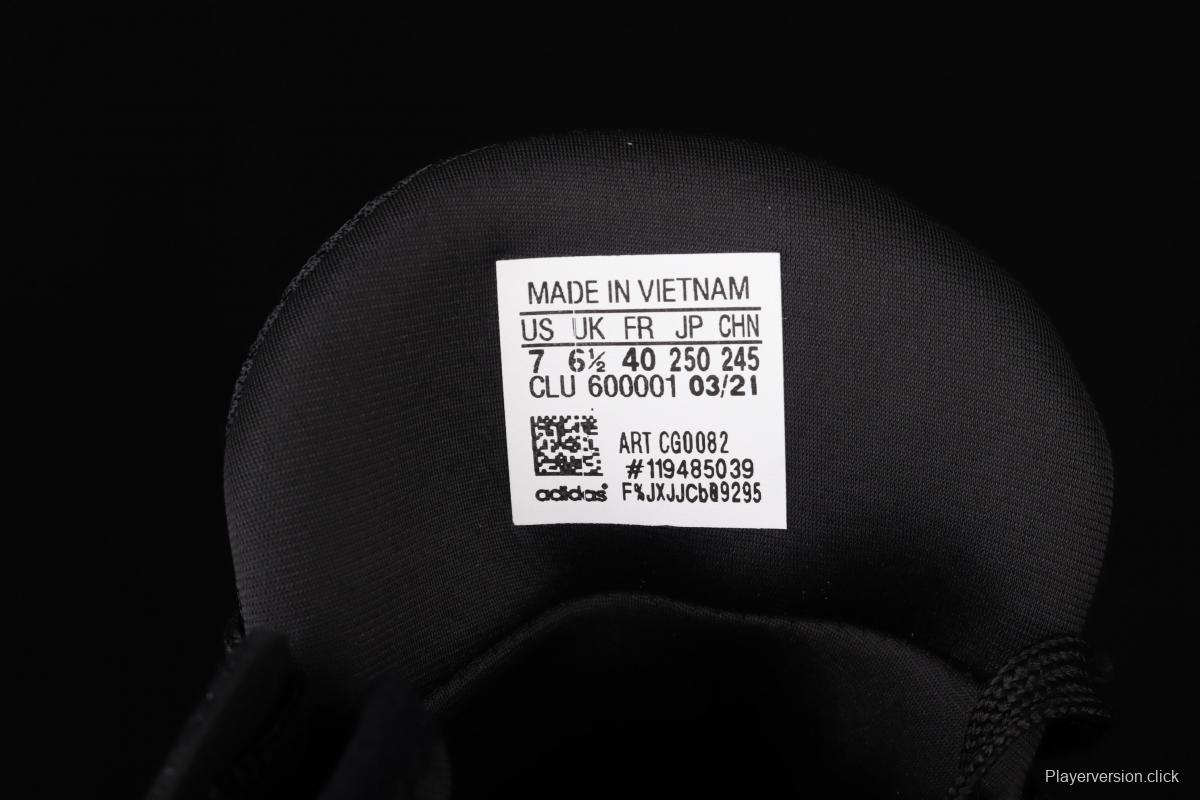 MADE IN VIETNAM
US UK FR JP CHN
7 6½ 40 250 245
CLU 600001 03/21
ART CG0082
#119485039
adidas F%JXJJCb89295
Playerversion.click